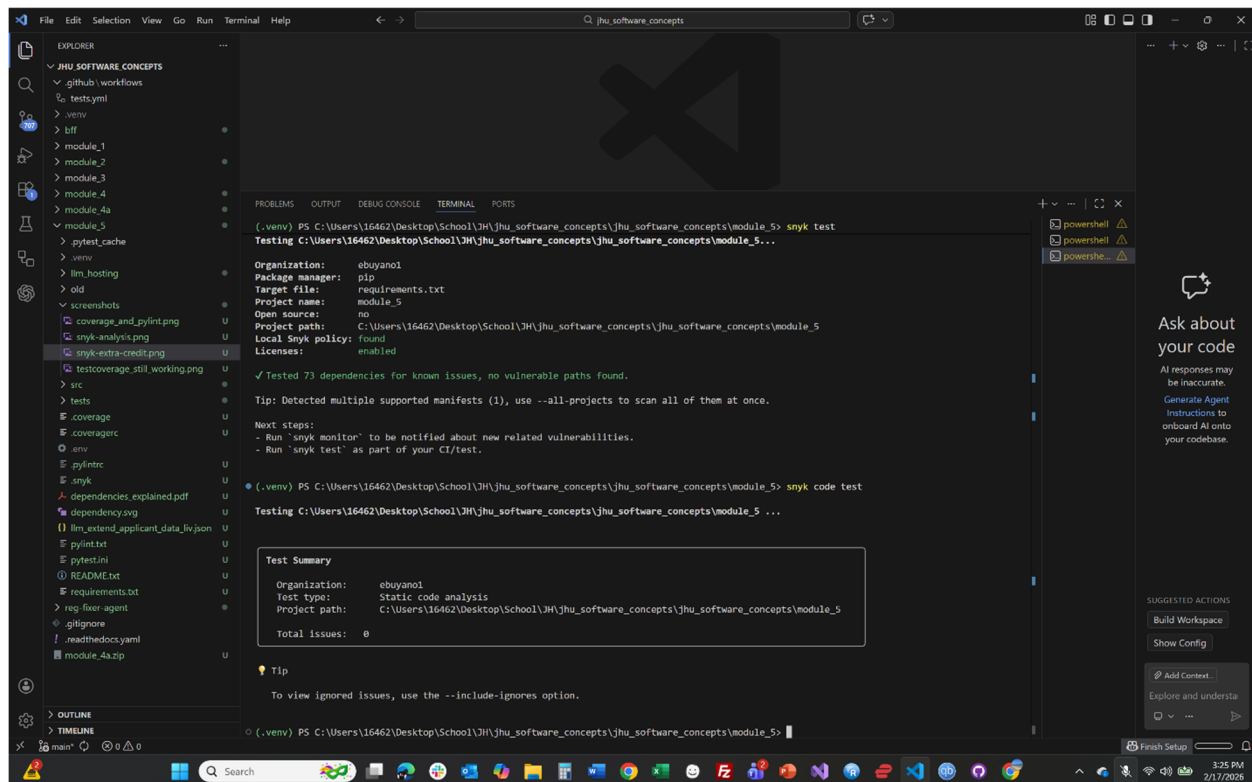 File Edit Selection View Go Run Terminal Help
jhu_software_concepts
EXPLORER
JHU_SOFTWARE_CONCEPTS
.github\workflows
tests.yml
.venv
bff
module_1
module_2
module_3
module_4
module_4a
module_5
.pytest_cache
.venv
llm_hosting
old
screenshots
coverage_and_pylint.png U
snyk-analysis.png U
snyk-extra-credit.png U
testcoverage_still_working.png U
src
tests
.coverage U
.coveragerc U
.env
.pylintrc U
.snyk U
dependencies_explained.pdf U
dependency.svg U
llm_extend_applicant_data_liv.json U
pylint.txt U
pytest.ini U
README.txt U
requirements.txt U
reg-fixer-agent
.gitignore
.readthedocs.yaml
module_4a.zip U
OUTLINE
TIMELINE
707
1
PROBLEMS OUTPUT DEBUG CONSOLE TERMINAL PORTS
(.venv) PS C:\Users\16462\Desktop\School\JH\jhu_software_concepts\jhu_software_concepts\module_5> snyk test
Testing C:\Users\16462\Desktop\School\JH\jhu_software_concepts\jhu_software_concepts\module_5...
Organization: ebuyano1
Package manager: pip
Target file: requirements.txt
Project name: module_5
Open source: no
Project path: C:\Users\16462\Desktop\School\JH\jhu_software_concepts\jhu_software_concepts\module_5
Local Snyk policy: found
Licenses: enabled
✓ Tested 73 dependencies for known issues, no vulnerable paths found.
Tip: Detected multiple supported manifests (1), use --all-projects to scan all of them at once.
Next steps:
- Run `snyk monitor` to be notified about new related vulnerabilities.
- Run `snyk test` as part of your CI/test.
(.venv) PS C:\Users\16462\Desktop\School\JH\jhu_software_concepts\jhu_software_concepts\module_5> snyk code test
Testing C:\Users\16462\Desktop\School\JH\jhu_software_concepts\jhu_software_concepts\module_5 ...
Test Summary
Organization: ebuyano1
Test type: Static code analysis
Project path: C:\Users\16462\Desktop\School\JH\jhu_software_concepts\jhu_software_concepts\module_5
Total issues: 0
Tip
To view ignored issues, use the --include-ignores option.
(.venv) PS C:\Users\16462\Desktop\School\JH\jhu_software_concepts\jhu_software_concepts\module_5>
powershell
powershell
powershe...
Ask about
your code
AI responses may
be inaccurate.
Generate Agent
Instructions to
onboard AI onto
your codebase.
SUGGESTED ACTIONS
Build Workspace
Show Config
Add Context...
Explore and understa
main* 0 0
Finish Setup
2
Search
2
3:25 PM
2/17/2026